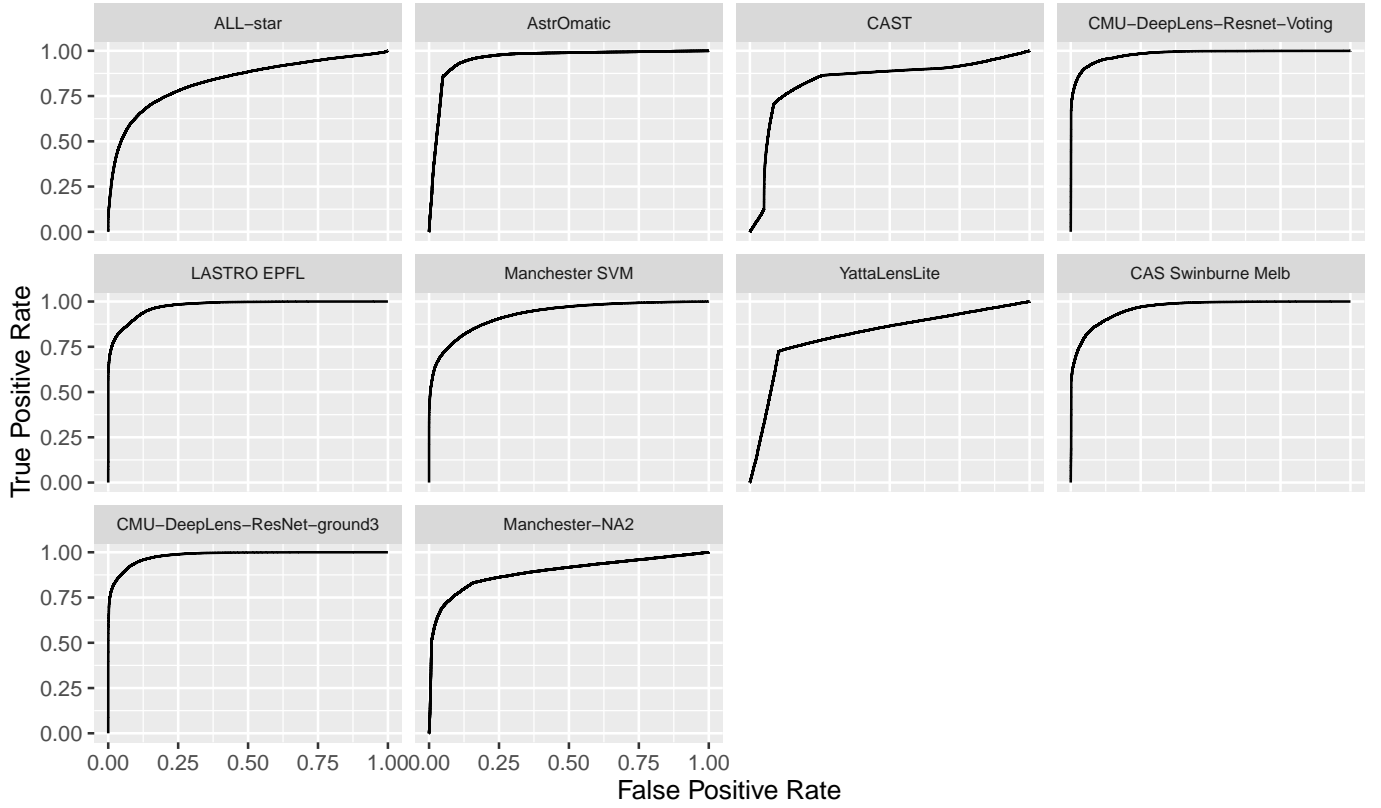 ALL−star
AstrOmatic
CAST
CMU−DeepLens−Resnet−Voting
1.00
0.75
0.50
0.25
0.00
LASTRO EPFL
Manchester SVM
YattaLensLite
CAS Swinburne Melb
1.00
0.75
0.50
0.25
0.00
CMU−DeepLens−ResNet−ground3
Manchester−NA2
1.00
0.75
0.50
0.25
0.00
0.00 0.25 0.50 0.75 1.00
0.00 0.25 0.50 0.75 1.00
False Positive Rate
True Positive Rate